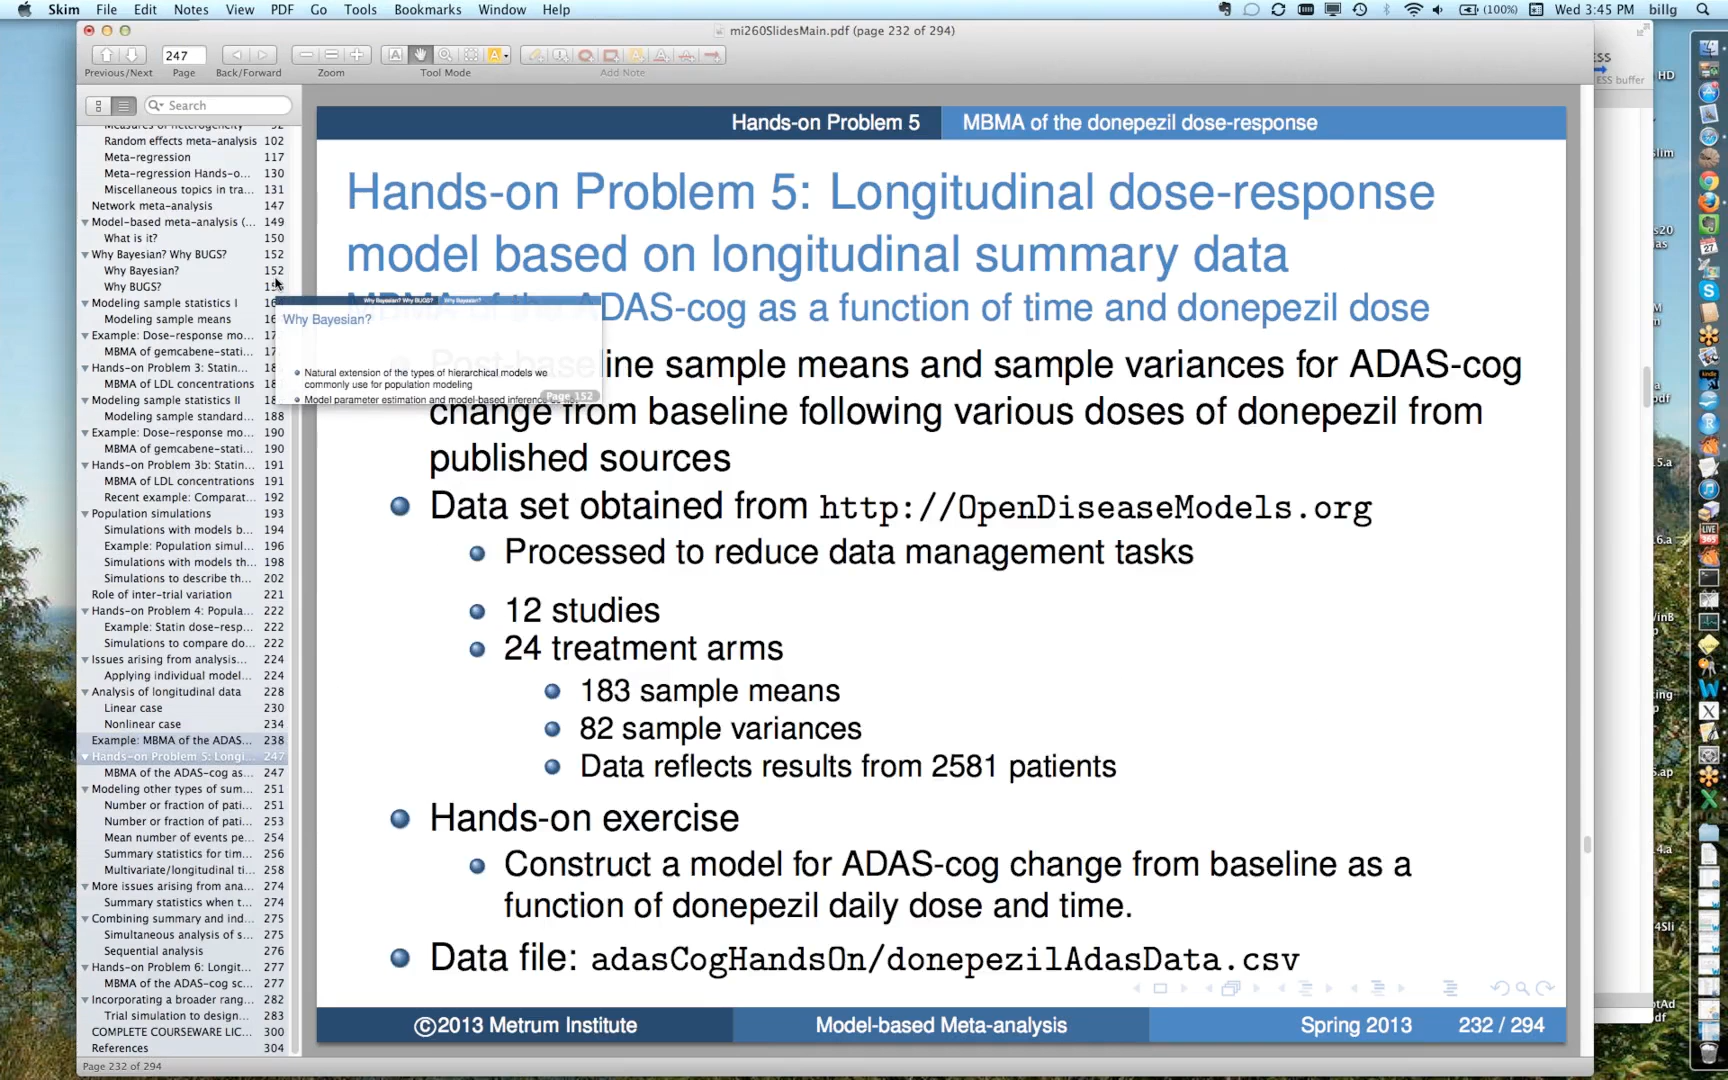 Skim File Edit Notes View PDF Go Tools Bookmarks Window Help
(100%) Wed 3:45 PM billg
mi260SlidesMain.pdf (page 232 of 294)
247
Previous/Next Page Back/Forward Zoom Tool Mode Add Note
ESS buffer
Search
Measures of heterogeneity 92
Random effects meta-analysis 102
Meta-regression 117
Meta-regression Hands-o... 130
Miscellaneous topics in tra... 131
Network meta-analysis 147
Model-based meta-analysis (... 149
What is it? 150
Why Bayesian? Why BUGS? 152
Why Bayesian? 152
Why BUGS?
Modeling sample statistics I
Modeling sample means
Example: Dose-response mo...
MBMA of gemcabene-stati...
Hands-on Problem 3: Statin...
MBMA of LDL concentrations
Modeling sample statistics II
Modeling sample standard... 188
Example: Dose-response mo... 190
MBMA of gemcabene-stati... 190
Hands-on Problem 3b: Statin... 191
MBMA of LDL concentrations 191
Recent example: Comparat... 192
Population simulations 193
Simulations with models b... 194
Example: Population simul... 196
Simulations with models th... 198
Simulations to describe th... 202
Role of inter-trial variation 221
Hands-on Problem 4: Popula... 222
Example: Statin dose-resp... 222
Simulations to compare do... 222
Issues arising from analysis... 224
Applying individual model... 224
Analysis of longitudinal data 228
Linear case 230
Nonlinear case 234
Example: MBMA of the ADAS... 238
Hands-on Problem 5: Longi... 247
MBMA of the ADAS-cog as... 247
Modeling other types of sum... 251
Number or fraction of pati... 251
Number or fraction of pati... 253
Mean number of events pe... 254
Summary statistics for tim... 256
Multivariate/longitudinal ti... 258
More issues arising from ana... 274
Summary statistics when t... 274
Combining summary and ind... 275
Simultaneous analysis of s... 275
Sequential analysis 276
Hands-on Problem 6: Longit... 277
MBMA of the ADAS-cog sc... 277
Incorporating a broader rang... 282
Trial simulation to design... 283
COMPLETE COURSEWARE LIC... 300
References 304
Page 232 of 294
Why Bayesian? Why BUGS? Why Bayesian?
Why Bayesian?
Natural extension of the types of hierarchical models we
commonly use for population modeling
Model parameter estimation and model-based inference
Page 152
Hands-on Problem 5 MBMA of the donepezil dose-response
Hands-on Problem 5: Longitudinal dose-response
model based on longitudinal summary data
MBMA of the ADAS-cog as a function of time and donepezil dose
Post-baseline sample means and sample variances for ADAS-cog
change from baseline following various doses of donepezil from
published sources
Data set obtained from http://OpenDiseaseModels.org
Processed to reduce data management tasks
12 studies
24 treatment arms
183 sample means
82 sample variances
Data reflects results from 2581 patients
Hands-on exercise
Construct a model for ADAS-cog change from baseline as a
function of donepezil daily dose and time.
Data file: adasCogHandsOn/donepezilAdasData.csv
©2013 Metrum Institute Model-based Meta-analysis Spring 2013 232 / 294